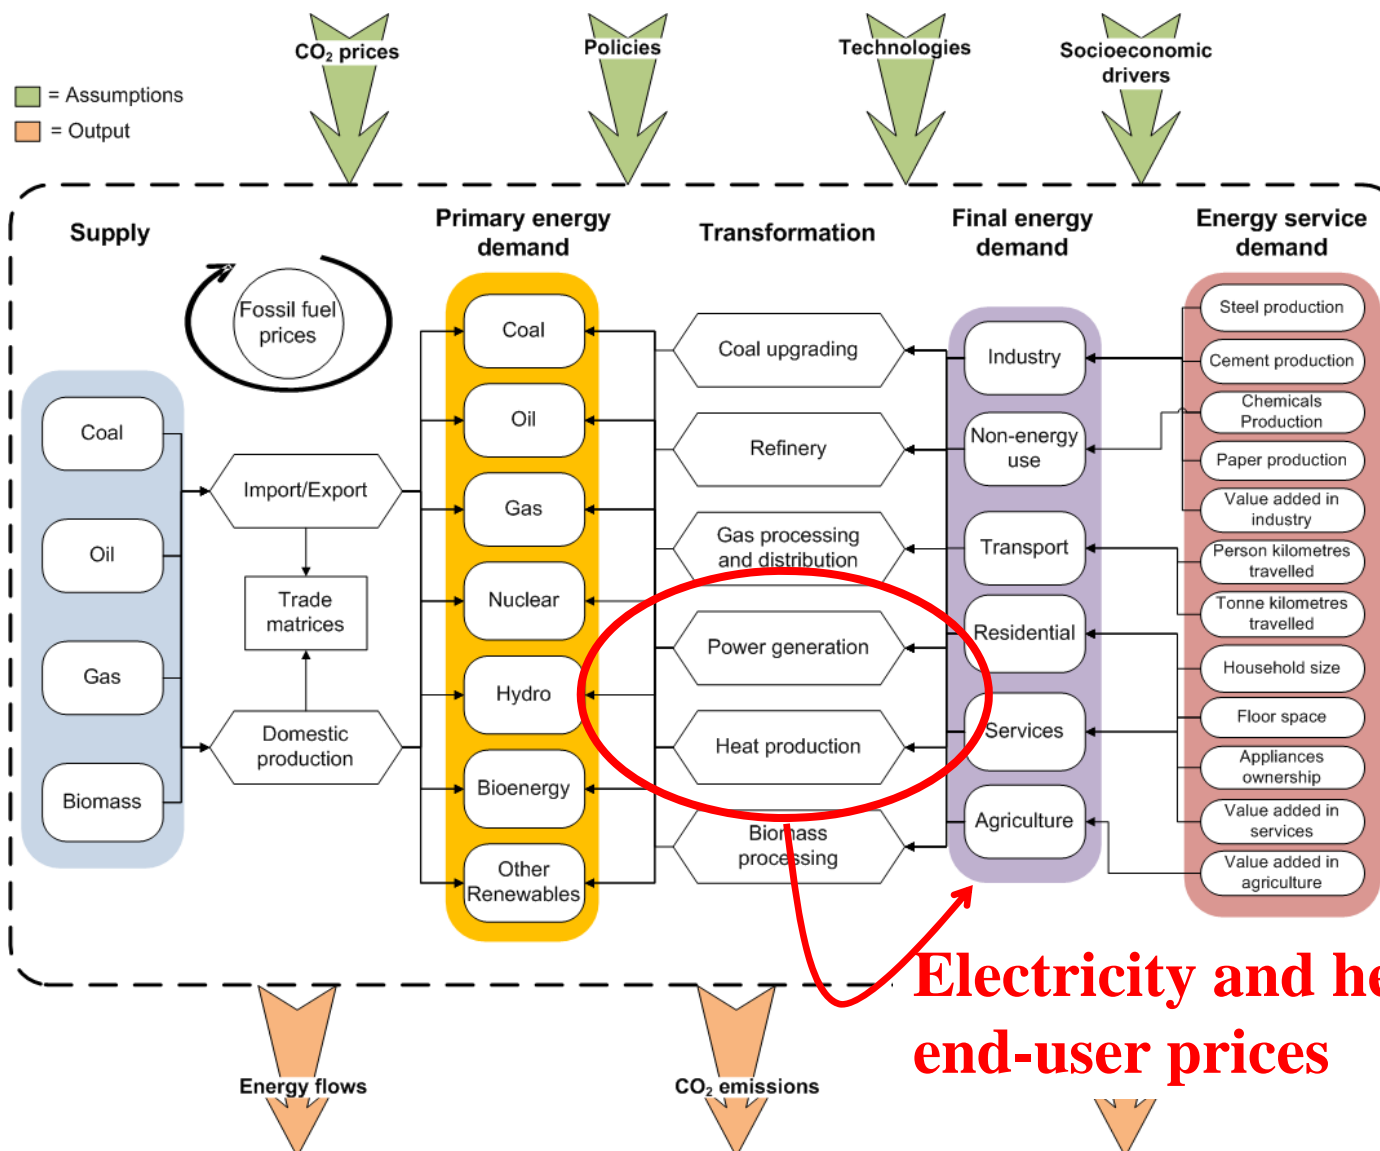 CO₂ prices
Policies
Technologies
Socioeconomic
drivers
= Assumptions
= Output
Supply
Primary energy
demand
Transformation
Final energy
demand
Energy service
demand
Fossil fuel
prices
Coal
Oil
Gas
Biomass
Import/Export
Trade
matrices
Domestic
production
Coal
Oil
Gas
Nuclear
Hydro
Bioenergy
Other
Renewables
Coal upgrading
Refinery
Gas processing
and distribution
Power generation
Heat production
Biomass
processing
Industry
Non-energy
use
Transport
Residential
Services
Agriculture
Steel production
Cement production
Chemicals
Production
Paper production
Value added in
industry
Person kilometres
travelled
Tonne kilometres
travelled
Household size
Floor space
Appliances
ownership
Value added in
services
Value added in
agriculture
Electricity and he
end-user prices
Energy flows
CO₂ emissions